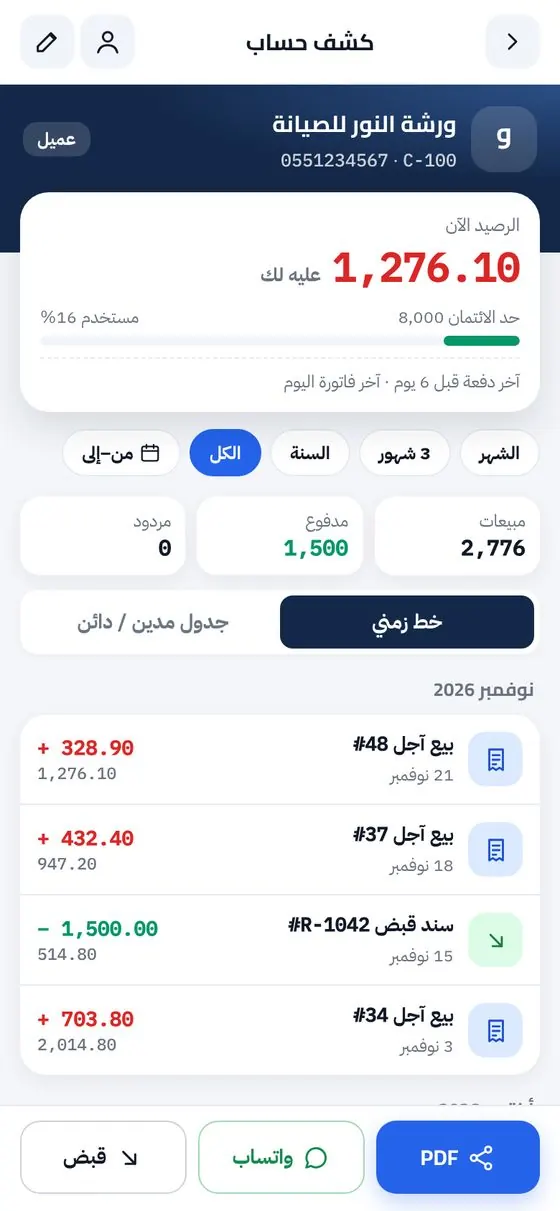 كشف حساب
و
ورشة النور للصيانة
عميل
0551234567 · C-100
الرصيد الآن
1,276.10 عليه لك
حد الائتمان 8,000
مستخدم 16%
آخر دفعة قبل 6 يوم · آخر فاتورة اليوم
الشهر
3 شهور
السنة
الكل
من–إلى
مبيعات
2,776
مدفوع
1,500
مردود
0
خط زمني
جدول مدين / دائن
نوفمبر 2026
بيع آجل #48
+ 328.90
21 نوفمبر
1,276.10
بيع آجل #37
+ 432.40
18 نوفمبر
947.20
سند قبض #R-1042
− 1,500.00
15 نوفمبر
514.80
بيع آجل #34
+ 703.80
3 نوفمبر
2,014.80
PDF
واتساب
قبض